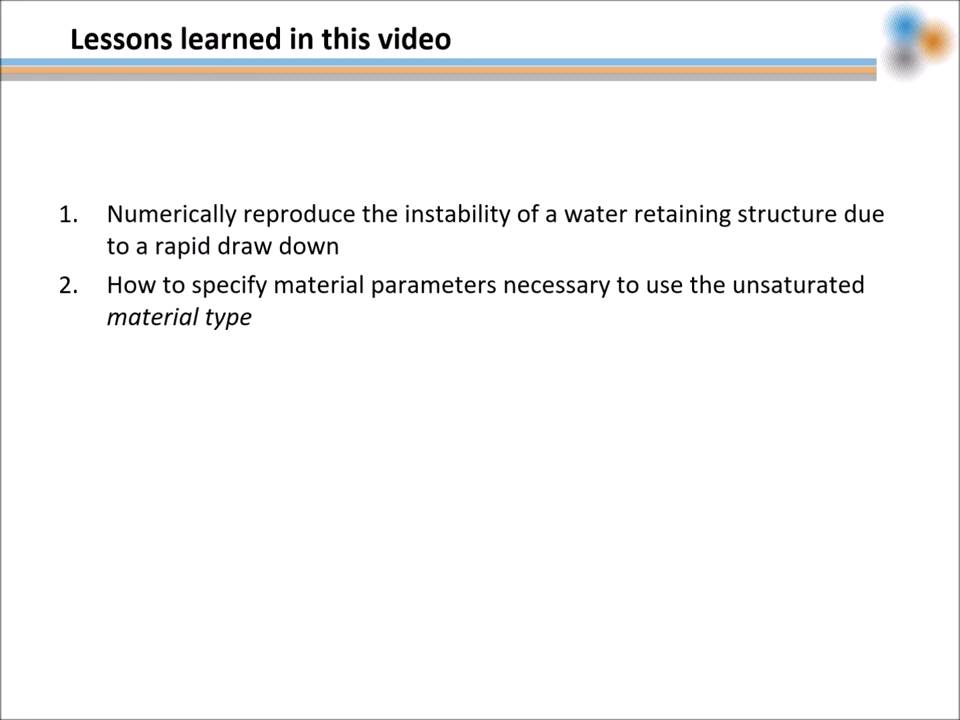 Lessons learned in this video
1. Numerically reproduce the instability of a water retaining structure due
to a rapid draw down
2. How to specify material parameters necessary to use the unsaturated
material type